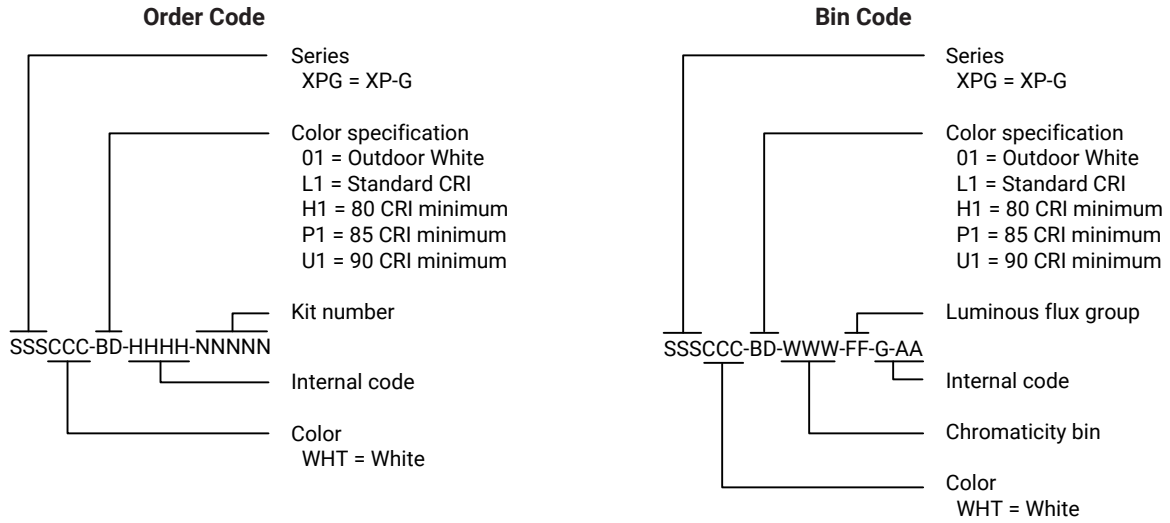 Order Code
Series
XPG = XP-G
Color specification
01 = Outdoor White
L1 = Standard CRI
H1 = 80 CRI minimum
P1 = 85 CRI minimum
U1 = 90 CRI minimum
Kit number
SSSCCC-BD-HHHH-NNNNN
Internal code
Color
WHT = White
Bin Code
Series
XPG = XP-G
Color specification
01 = Outdoor White
L1 = Standard CRI
H1 = 80 CRI minimum
P1 = 85 CRI minimum
U1 = 90 CRI minimum
Luminous flux group
SSSCCC-BD-WWW-FF-G-AA
Internal code
Chromaticity bin
Color
WHT = White